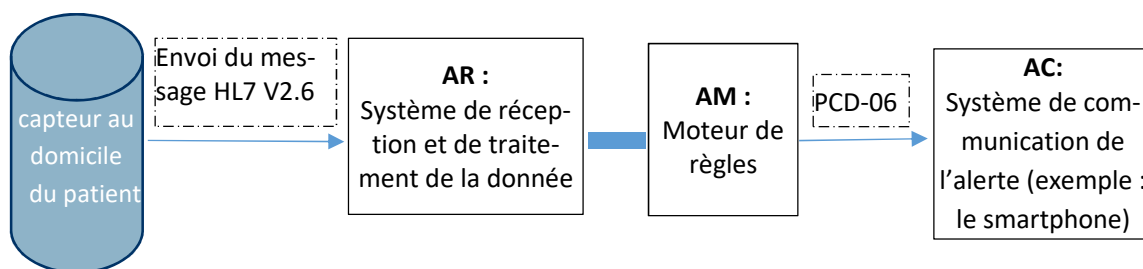 capteur au
domicile
du patient
Envoi du mes-
sage HL7 V2.6
AR :
Système de récep-
tion et de traite-
ment de la donnée
AM :
Moteur de
règles
PCD-06
AC:
Système de com-
munication de
l'alerte (exemple :
le smartphone)